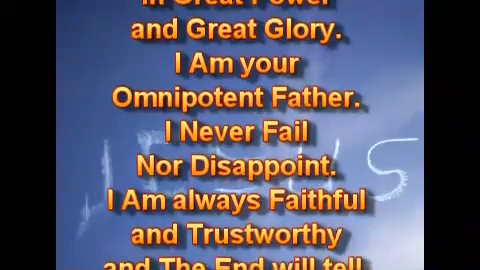 in Great Power
and Great Glory.
I Am your
Omnipotent Father.
I Never Fail
Nor Disappoint.
JESUS
I Am always Faithful
and Trustworthy
and The End will tell.